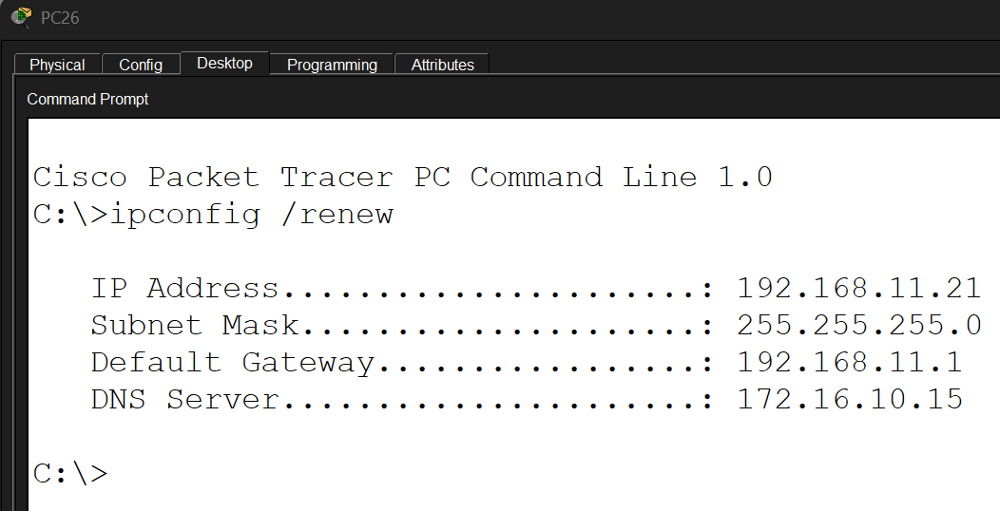 PC26
Physical Config Desktop Programming Attributes
Command Prompt
Cisco Packet Tracer PC Command Line 1.0
C:\>ipconfig /renew
IP Address......................: 192.168.11.21
Subnet Mask.....................: 255.255.255.0
Default Gateway.................: 192.168.11.1
DNS Server......................: 172.16.10.15
C:\>